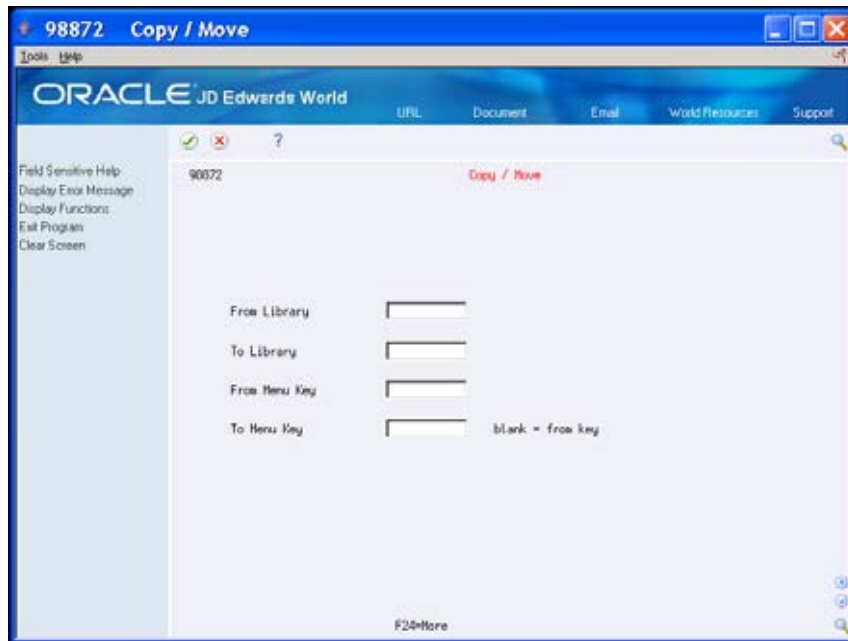 98872 Copy / Move
Tools Help
ORACLE JD Edwards World
URL Document Email World Resources Support
?
Field Sensitive Help
Display Error Message
Display Functions
Exit Program
Clear Screen
98872 Copy / Move
From Library
To Library
From Menu Key
To Menu Key blank = from key
F24=More